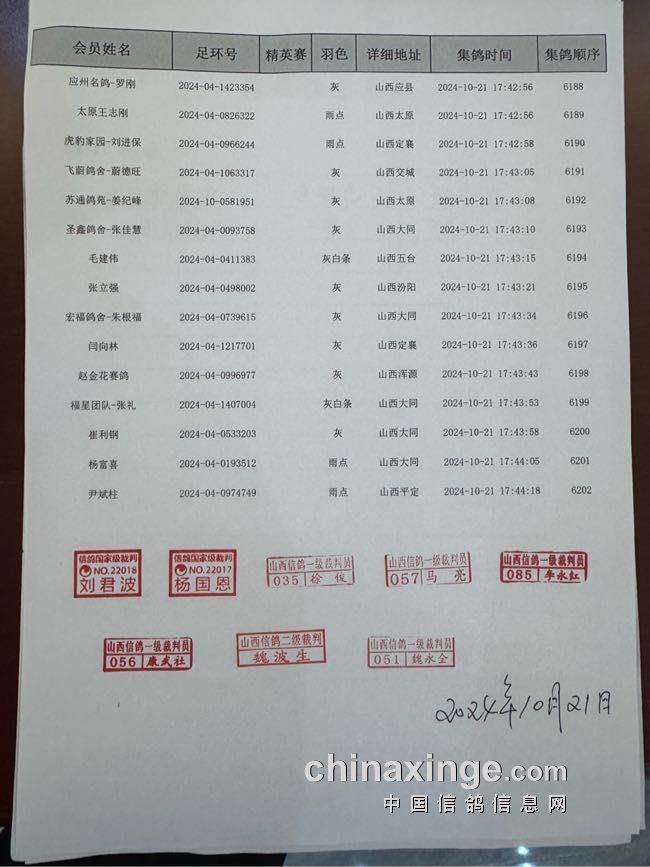 会员姓名 足环号 精英赛 羽色 详细地址 集鸽时间 集鸽顺序
应州名鸽-罗刚 2024-04-1423354 灰 山西应县 2024-10-21 17:42:56 6188
太原王志刚 2024-04-0826322 雨点 山西太原 2024-10-21 17:42:56 6189
虎豹家园-刘进保 2024-04-0966244 雨点 山西定襄 2024-10-21 17:42:58 6190
飞蔚鸽舍-蔚德旺 2024-04-1063317 灰 山西交城 2024-10-21 17:43:05 6191
苏通鸽苑-姜纪峰 2024-10-0581951 灰 山西太原 2024-10-21 17:43:08 6192
圣鑫鸽舍-张佳慧 2024-04-0093758 灰 山西大同 2024-10-21 17:43:10 6193
毛建伟 2024-04-0411383 灰白条 山西五台 2024-10-21 17:43:15 6194
张立强 2024-04-0498002 灰 山西汾阳 2024-10-21 17:43:21 6195
宏福鸽舍-朱根福 2024-04-0739615 灰 山西大同 2024-10-21 17:43:34 6196
闫向林 2024-04-1217701 灰 山西定襄 2024-10-21 17:43:36 6197
赵金花赛鸽 2024-04-0996977 灰 山西浑源 2024-10-21 17:43:43 6198
福星团队-张礼 2024-04-1407004 灰白条 山西大同 2024-10-21 17:43:53 6199
崔利钢 2024-04-0533203 灰 山西大同 2024-10-21 17:43:58 6200
杨富喜 2024-04-0193512 雨点 山西大同 2024-10-21 17:44:05 6201
尹斌柱 2024-04-0974749 雨点 山西平定 2024-10-21 17:44:18 6202
信鸽国家级裁判 信鸽国家级裁判 山西信鸽一级裁判员 山西信鸽一级裁判员 山西信鸽一级裁判员
NO.22018 NO.22017 035 徐俊 057 马亮 085 李永红
刘君波 杨国恩
山西信鸽一级裁判员 山西信鸽二级裁判 山西信鸽一级裁判员
056 康武社 魏波生 051 魏永全
2024年10月21日
chinaxinge.com
中国信鸽信息网